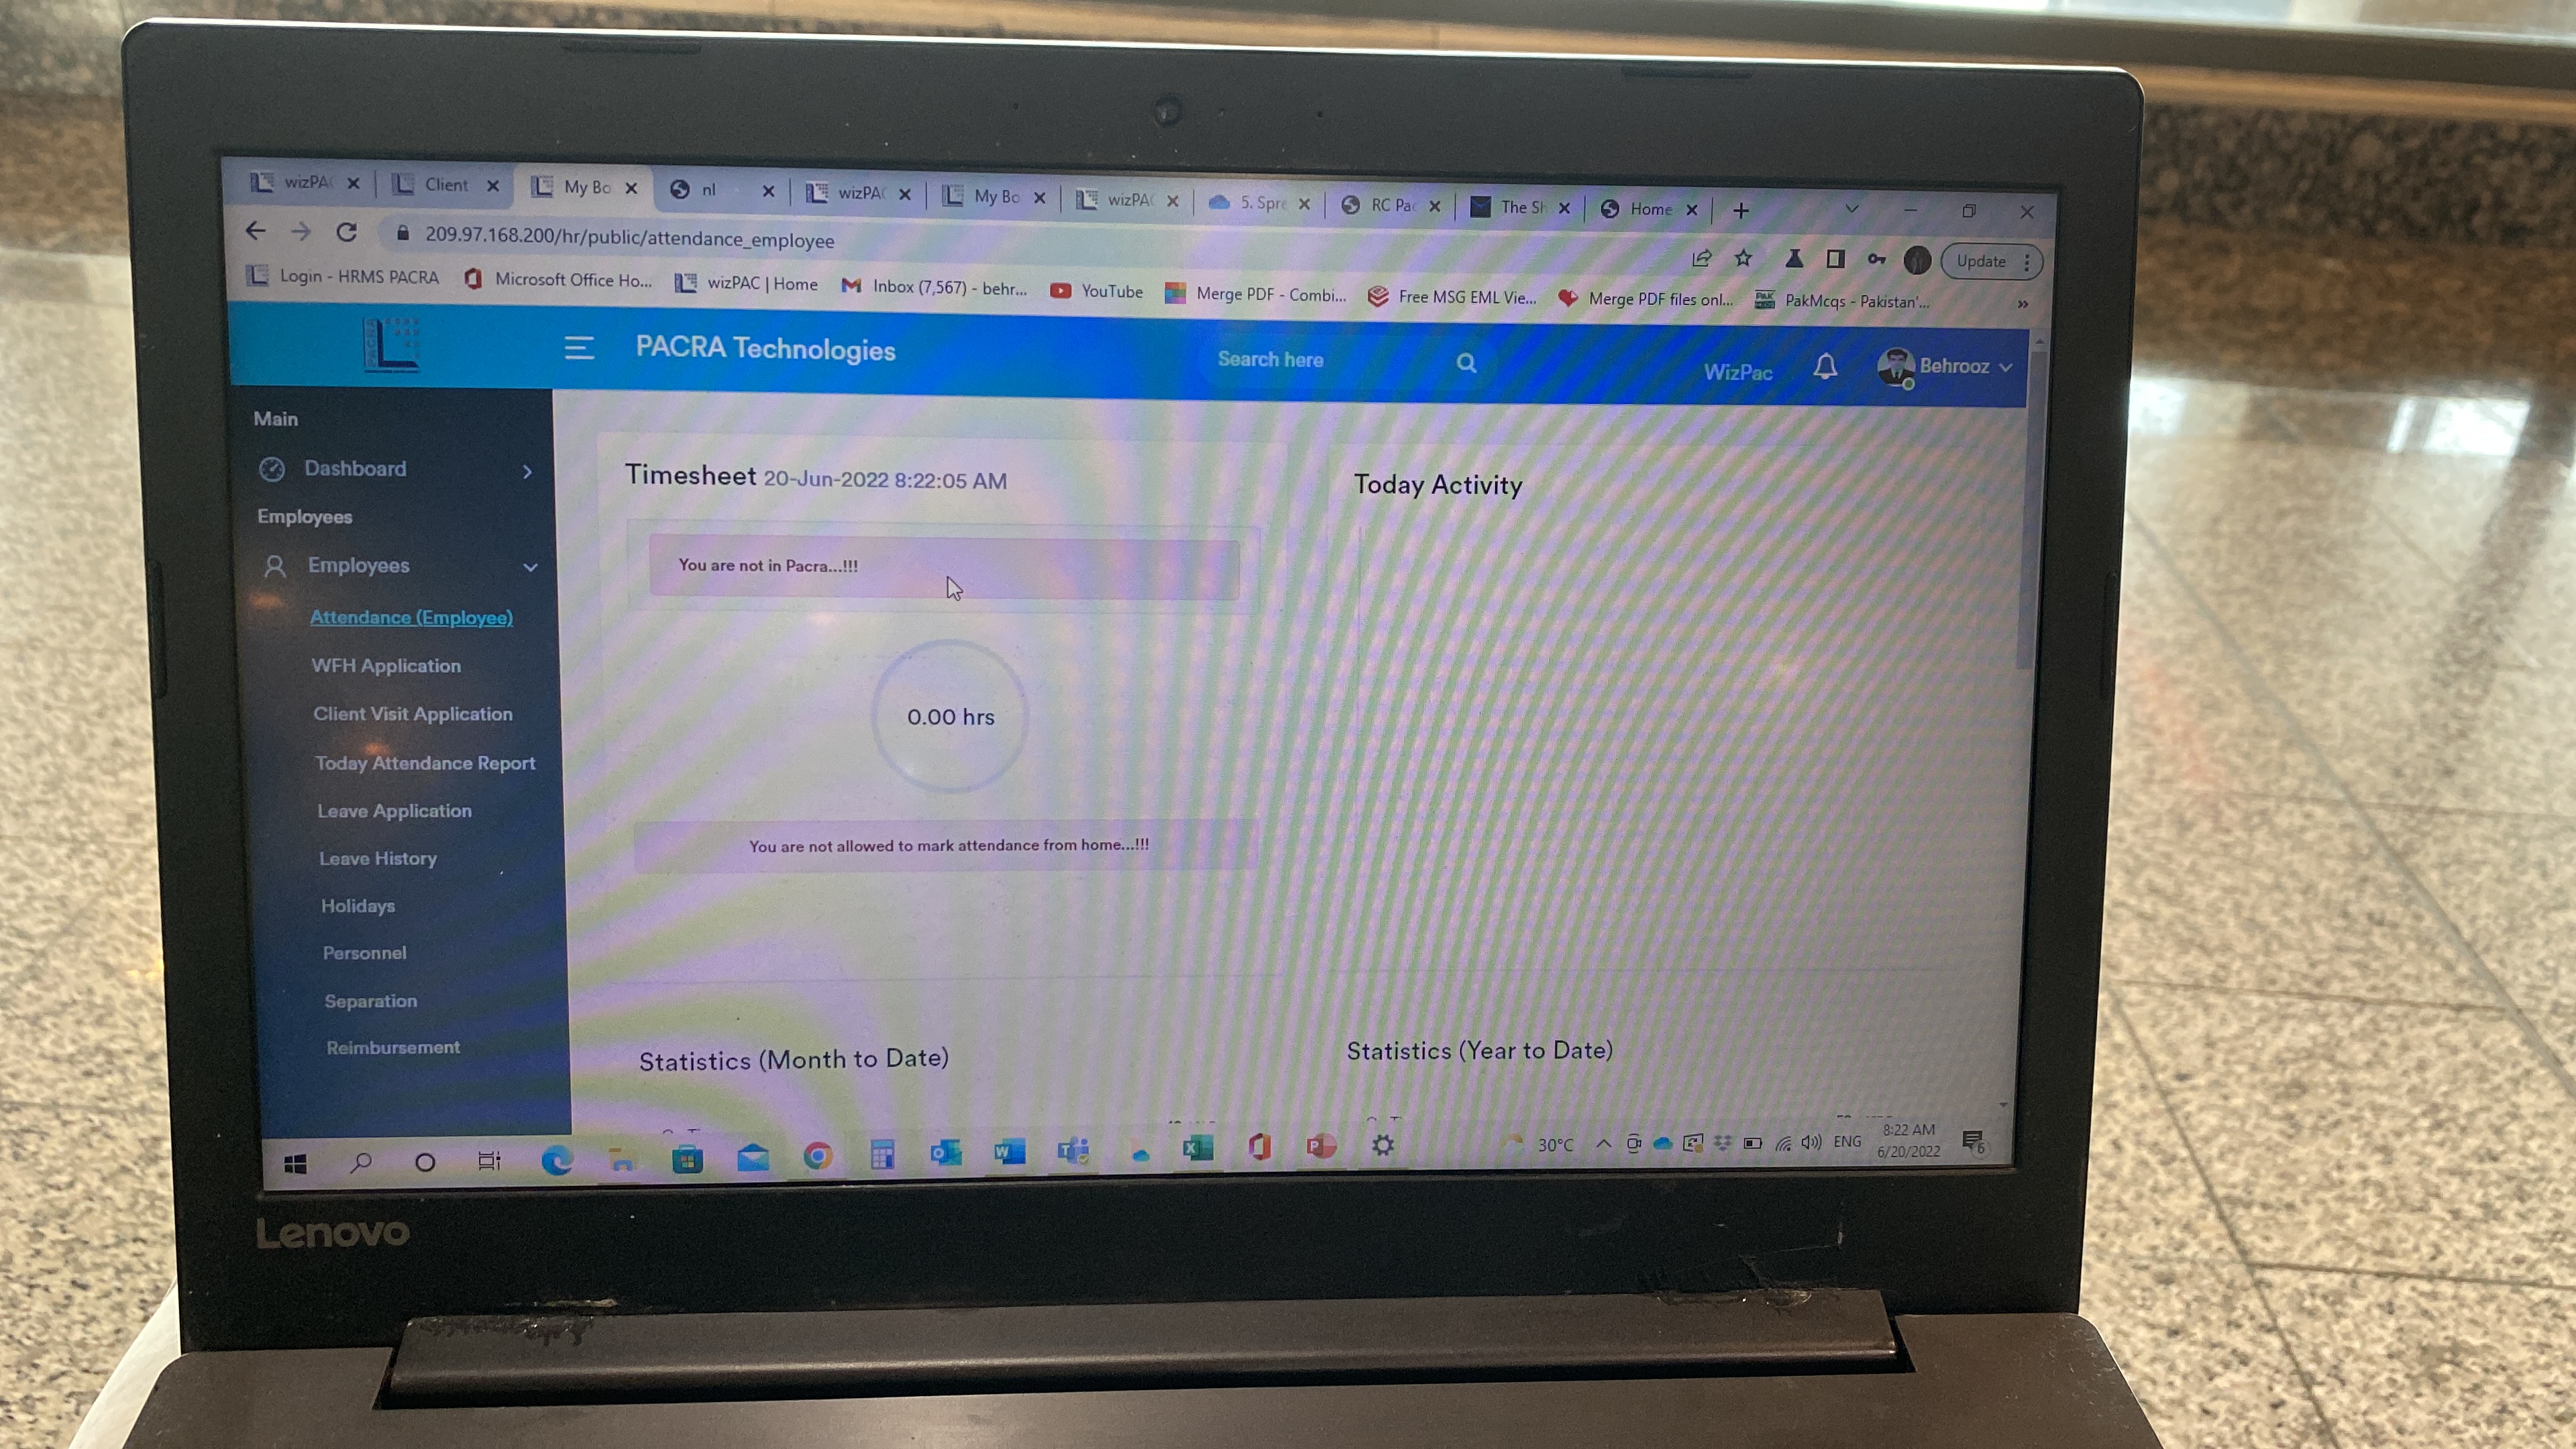 wizPAC
Client
My Bo
nl
wizPAC
My Bo
wizPAC
5. Spre
RC Pac
The Sh
Home
209.97.168.200/hr/public/attendance_employee
Update
Login - HRMS PACRA
Microsoft Office Ho...
wizPAC | Home
Inbox (7,567) - behr...
YouTube
Merge PDF - Combi...
Free MSG EML Vie...
Merge PDF files onl...
PakMcqs - Pakistan'...
»
PACRA
PACRA Technologies
Search here
WizPac
Behrooz
Main
Dashboard
Employees
Employees
Attendance (Employee)
WFH Application
Client Visit Application
Today Attendance Report
Leave Application
Leave History
Holidays
Personnel
Separation
Reimbursement
Timesheet 20-Jun-2022 8:22:05 AM
You are not in Pacra....!!!
0.00 hrs
You are not allowed to mark attendance from home....!!!
Today Activity
Statistics (Month to Date)
Statistics (Year to Date)
30°C
ENG
8:22 AM
6/20/2022
6
Lenovo